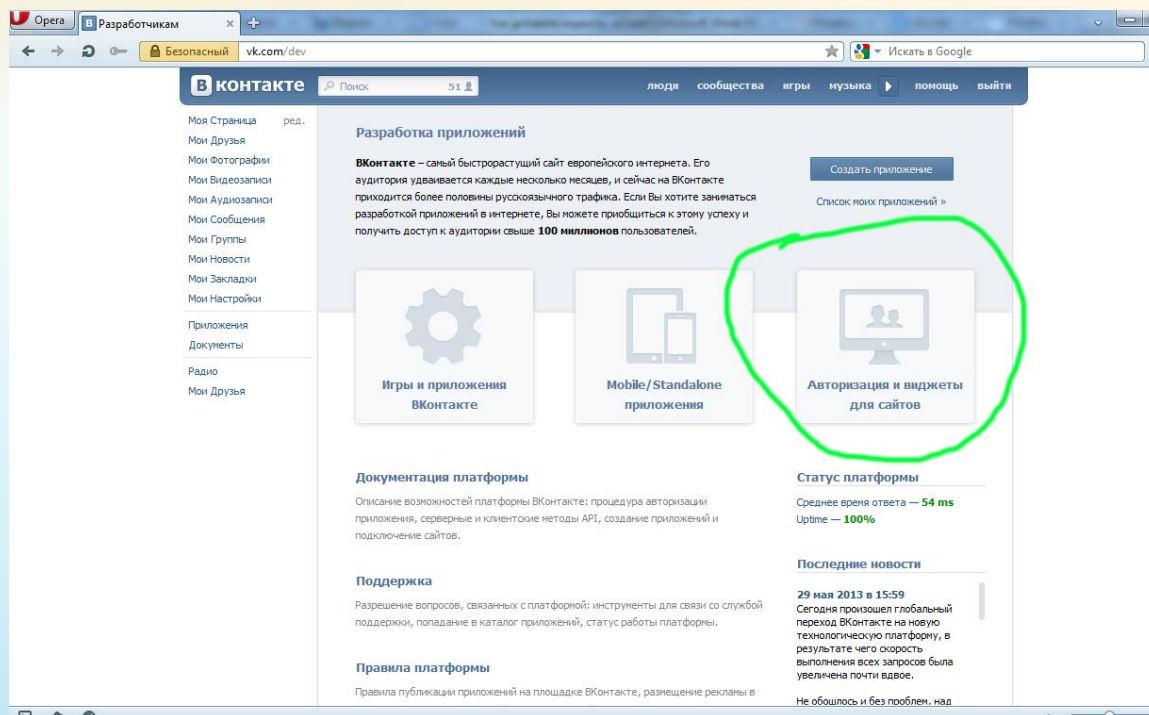 Opera
Разработчикам
Безопасный
vk.com/dev
Искать в Google
В контакте
Поиск
51
люди сообщества игры музыка помощь выйти
Моя Страница ред.
Мои Друзья
Мои Фотографии
Мои Видеозаписи
Мои Аудиозаписи
Мои Сообщения
Мои Группы
Мои Новости
Мои Закладки
Мои Настройки
Приложения
Документы
Радио
Мои Друзья
Разработка приложений
ВКонтакте – самый быстрорастущий сайт европейского интернета. Его
аудитория удваивается каждые несколько месяцев, и сейчас на ВКонтакте
приходится более половины русскоязычного трафика. Если Вы хотите заниматься
разработкой приложений в интернете, Вы можете приобщиться к этому успеху и
получить доступ к аудитории свыше 100 миллионов пользователей.
Создать приложение
Список моих приложений »
Игры и приложения
ВКонтакте
Mobile/Standalone
приложения
Авторизация и виджеты
для сайтов
Документация платформы
Описание возможностей платформы ВКонтакте: процедура авторизации
приложения, серверные и клиентские методы API, создание приложений и
подключение сайтов.
Поддержка
Разрешение вопросов, связанных с платформой: инструменты для связи со службой
поддержки, попадание в каталог приложений, статус работы платформы.
Правила платформы
Правила публикации приложений на площадке ВКонтакте, размещение рекламы в
Статус платформы
Среднее время ответа — 54 ms
Uptime — 100%
Последние новости
29 мая 2013 в 15:59
Сегодня произошел глобальный
переход ВКонтакте на новую
технологическую платформу, в
результате чего скорость
выполнения всех запросов была
увеличена почти вдвое.
Не обошлось и без проблем, над